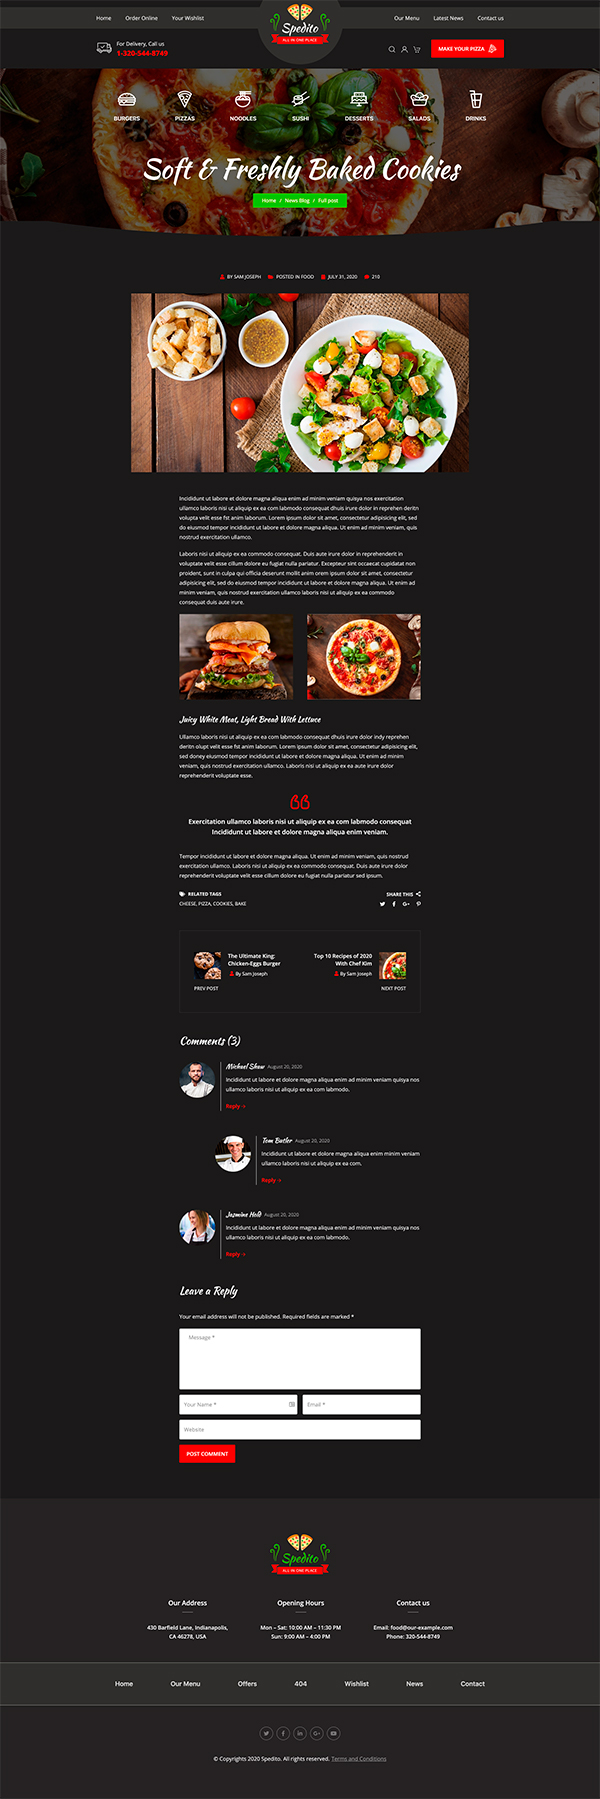 Home Order Online Your Wishlist
Spedito
ALL IN ONE PLACE
Our Menu Latest News Contact us
For Delivery, Call us
1-320-544-8749
MAKE YOUR PIZZA
BURGERS PIZZAS NOODLES SUSHI DESSERTS SALADS DRINKS
Soft & Freshly Baked Cookies
Home / News Blog / Full post
BY SAM JOSEPH POSTED IN FOOD JULY 31, 2020 210
Incididunt ut labore et dolore magna aliqua enim ad minim veniam quisya nos exercitation
ullamco laboris nisi ut aliquip ex ea com labmodo consequat dhuis irure dolor in reprehen deritn
volupta velit esse fst anim laborum. Lorem ipsum dolor sit amet, consectetur adipisicing elit, sed
do eiusmod tempor incididunt ut labore et dolore magna aliqua. Ut enim ad minim veniam, quis
nostrud exercitation ullamco.
Laboris nisi ut aliquip ex ea commodo consequat. Duis aute irure dolor in reprehenderit in
voluptate velit esse cillum dolore eu fugiat nulla pariatur. Excepteur sint occaecat cupidatat non
proident, sunt in culpa qui officia deserunt mollit anim orem ipsum dolor sit amet, consectetur
adipisicing elit, sed do eiusmod tempor incididunt ut labore et dolore magna aliqua. Ut enim ad
minim veniam, quis nostrud exercitation ullamco laboris nisi ut aliquip ex ea commodo
consequat duis aute irure.
Juicy White Meat, Light Bread With Lettuce
Ullamco laboris nisi ut aliquip ex ea com labmodo consequat dhuis irure dolor indy reprehen
deritn olupt velit esse fst anim laborum. Lorem ipsum dolor sit amet, consectetur adipisicing elit,
sed doney eiusmod tempor incididunt ut labore et dolore magna aliqua. Ut enim ad minim
veniam, quis nostrud exercitation ullamco. Laboris nisi ut aliquip ex ea aute irure dolor
reprehenderit voluptate esse.
Exercitation ullamco laboris nisi ut aliquip ex ea com labmodo consequat
Incididunt ut labore et dolore magna aliqua enim veniam.
Tempor incididunt ut labore et dolore magna aliqua. Ut enim ad minim veniam, quis nostrud
exercitation ullamco. Laboris nisi ut aliquip ex ea commodo consequat. Duis aute irure dolor
reprehenderit voluptate velit esse cillum dolore eu fugiat nulla pariatur sed ipsum.
RELATED TAGS
CHEESE, PIZZA, COOKIES, BAKE
SHARE THIS
The Ultimate King:
Chicken-Eggs Burger
By Sam Joseph
PREV POST
Top 10 Recipes of 2020
With Chef Kim
By Sam Joseph
NEXT POST
Comments (3)
Michael Shaw August 20, 2020
Incididunt ut labore et dolore magna aliqua enim ad minim veniam quisya nos
ullamco laboris nisi ut aliquip ex ea com labmodo.
Reply
Tom Butler August 20, 2020
Incididunt ut labore et dolore magna aliqua enim minim veniam
ullamco laboris nisi ut aliquip ex ea com.
Reply
Jasmine Hold August 20, 2020
Incididunt ut labore et dolore magna aliqua enim ad minim veniam quisya nos
ullamco laboris nisi ut aliquip ex ea com labmodo.
Reply
Leave a Reply
Your email address will not be published. Required fields are marked *
Message *
Your Name * Email *
Website
POST COMMENT
Spedito
ALL IN ONE PLACE
Our Address
430 Barfield Lane, Indianapolis,
CA 46278, USA
Opening Hours
Mon – Sat: 10:00 AM – 11:30 PM
Sun: 9:00 AM – 4:00 PM
Contact us
Email: food@our-example.com
Phone: 320-544-8749
Home Our Menu Offers 404 Wishlist News Contact
© Copyrights 2020 Spedito. All rights reserved. Terms and Conditions